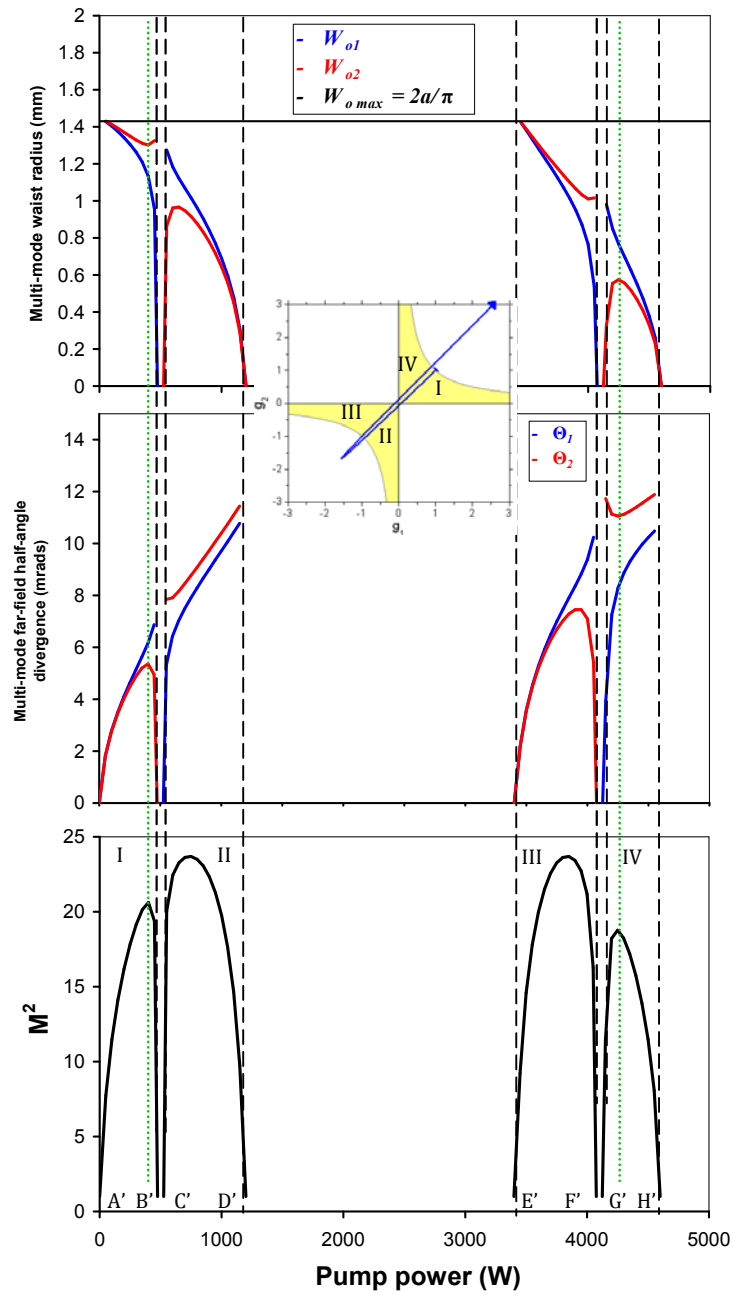 2
1.8
1.6
1.4
1.2
1
0.8
0.6
0.4
0.2
0
Multi-mode waist radius (mm)
- W o1
- W o2
- W o max = 2a/π
3
2
1
0
-1
-2
-3
-3 -2 -1 0 1 2 3
g2
g1
IV
I
III
II
14
12
10
8
6
4
2
0
Multi-mode far-field half-angle
divergence (mrads)
- Θ1
- Θ2
25
20
15
10
5
0
M2
I II III IV
A' B' C' D' E' F' G' H'
0 1000 2000 3000 4000 5000
Pump power (W)